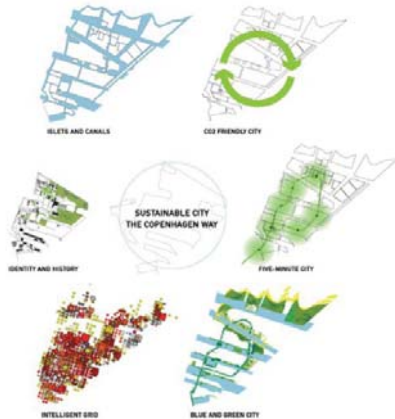 ISLETS AND CANALS
CO2 FRIENDLY CITY
SUSTAINABLE CITY
THE COPENHAGEN WAY
IDENTITY AND HISTORY
FIVE-MINUTE CITY
INTELLIGENT GRID
BLUE AND GREEN CITY